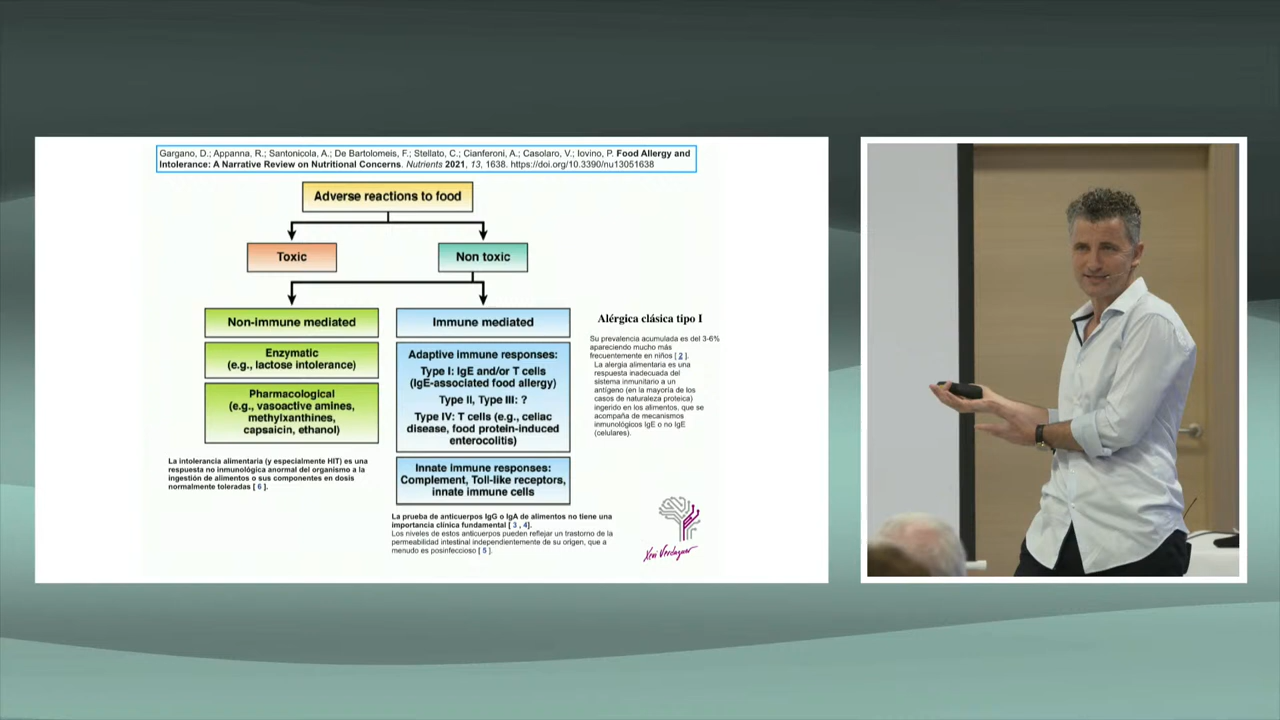 Gargano, D.; Appanna, R.; Santonicola, A.; De Bartolomeis, F.; Stellato, C.; Cianferoni, A.; Casolaro, V.; Iovino, P. Food Allergy and
Intolerance: A Narrative Review on Nutritional Concerns. Nutrients 2021, 13, 1638. https://doi.org/10.3390/nu13051638
Adverse reactions to food
Toxic
Non toxic
Non-immune mediated
Immune mediated
Enzymatic
(e.g., lactose intolerance)
Pharmacological
(e.g., vasoactive amines,
methylxanthines,
capsaicin, ethanol)
Adaptive immune responses:
Type I: IgE and/or T cells
(IgE-associated food allergy)
Type II, Type III: ?
Type IV: T cells (e.g., celiac
disease, food protein-induced
enterocolitis)
Innate immune responses:
Complement, Toll-like receptors,
innate immune cells
Alérgica clásica tipo I
Su prevalencia acumulada es del 3-6%
apareciendo mucho más
frecuentemente en niños [ 2 ].
La alergia alimentaria es una
respuesta inadecuada del
sistema inmunitario a un
antígeno (en la mayoría de los
casos de naturaleza proteica)
ingerido en los alimentos, que se
acompaña de mecanismos
inmunológicos IgE o no IgE
(celulares).
La intolerancia alimentaria (y especialmente HIT) es una
respuesta no inmunológica anormal del organismo a la
ingestión de alimentos o sus componentes en dosis
normalmente toleradas [ 6 ].
La prueba de anticuerpos IgG o IgA de alimentos no tiene una
importancia clínica fundamental [ 3 , 4].
Los niveles de estos anticuerpos pueden reflejar un trastorno de la
permeabilidad intestinal independientemente de su origen, que a
menudo es posinfeccioso [ 5 ].
Xevi Verdaguer